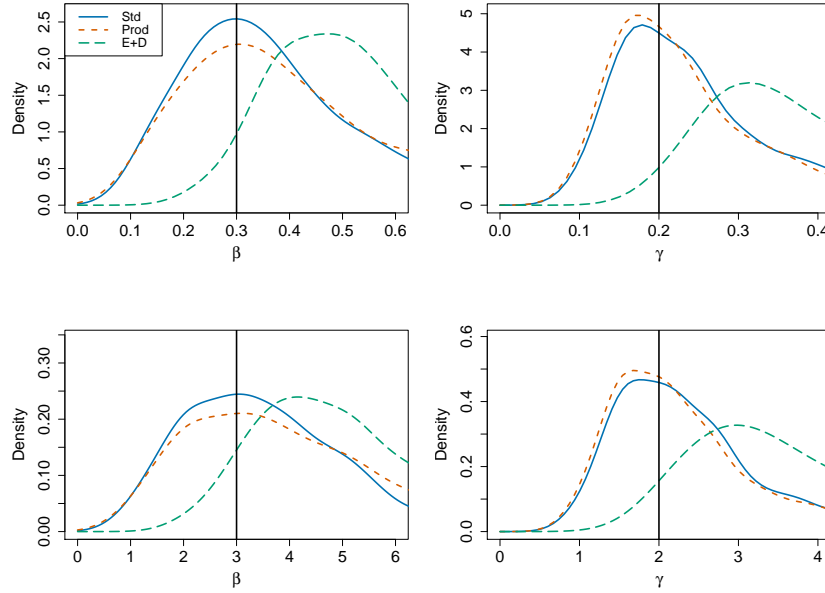 Std
Prod
E+D
Density
0.0 0.5 1.0 1.5 2.0 2.5
0.0 0.1 0.2 0.3 0.4 0.5 0.6
β
Density
0 1 2 3 4 5
0.0 0.1 0.2 0.3 0.4
γ
Density
0.00 0.10 0.20 0.30
0 1 2 3 4 5 6
β
Density
0.0 0.2 0.4 0.6
0 1 2 3 4
γ